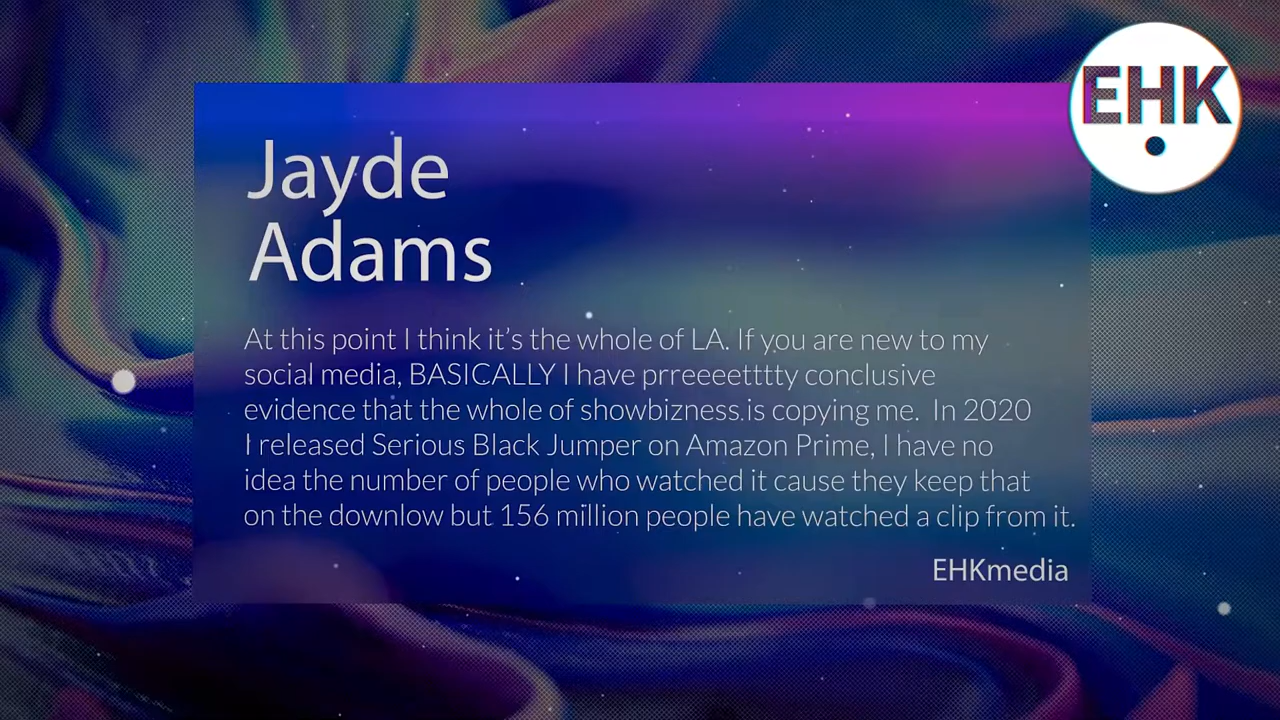 EHK
Jayde
Adams
At this point I think it’s the whole of LA. If you are new to my
social media, BASICALLY I have prreeeetttty conclusive
evidence that the whole of showbizness is copying me.  In 2020
I released Serious Black Jumper on Amazon Prime, I have no
idea the number of people who watched it cause they keep that
on the downlow but 156 million people have watched a clip from it.
EHKmedia